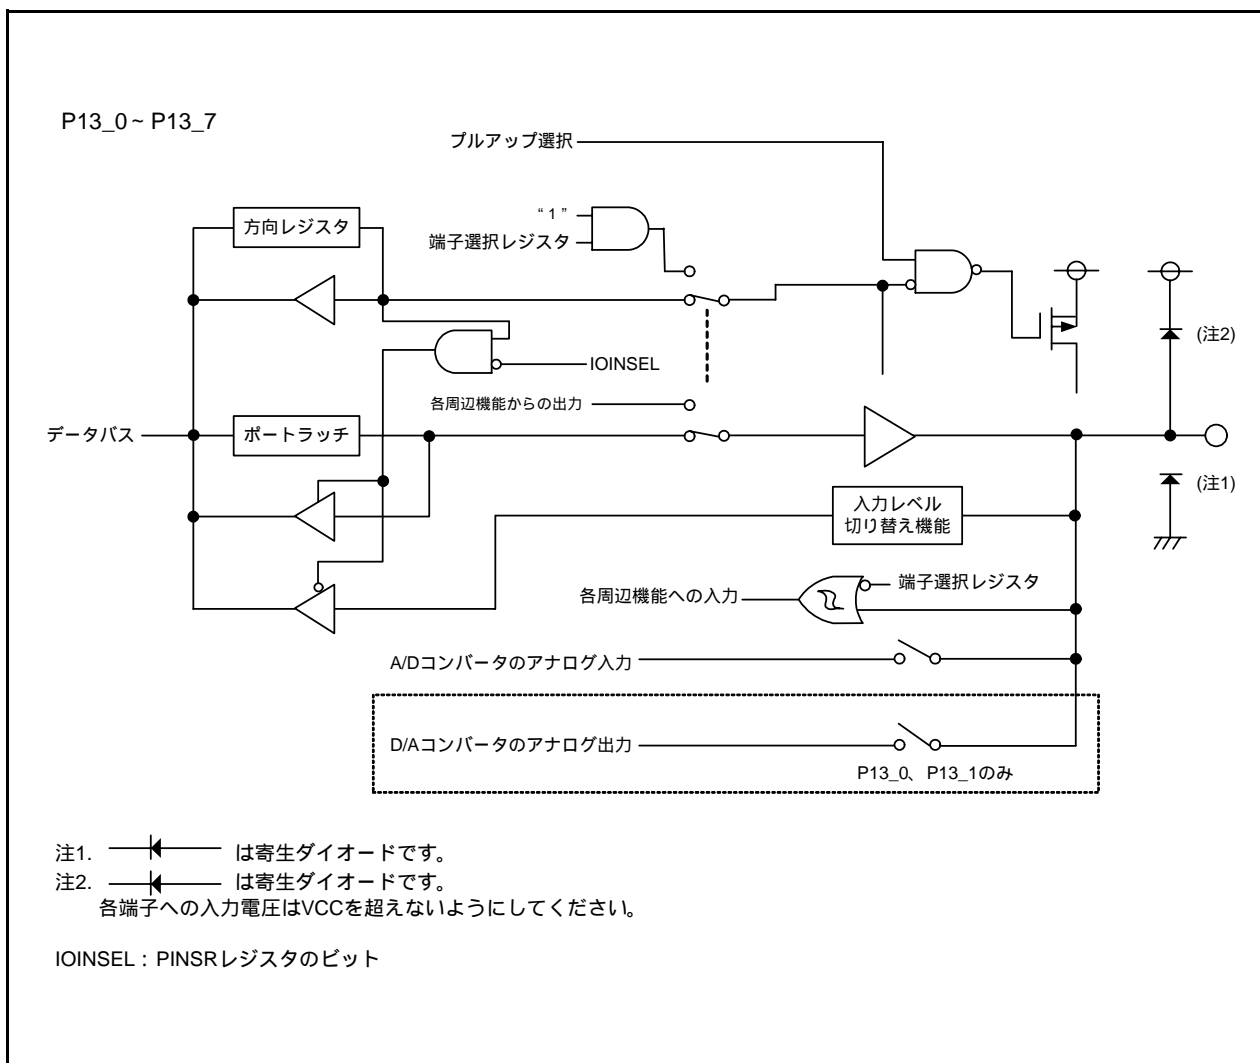 P13_0～P13_7
プルアップ選択
方向レジスタ
“1”
端子選択レジスタ
IOINSEL
(注2)
各周辺機能からの出力
データバス
ポートラッチ
(注1)
入力レベル
切り替え機能
端子選択レジスタ
各周辺機能への入力
A/Dコンバータのアナログ入力
D/Aコンバータのアナログ出力
P13_0、P13_1のみ
注1. は寄生ダイオードです。
注2. は寄生ダイオードです。
各端子への入力電圧はVCCを超えないようにしてください。
IOINSEL：PINSRレジスタのビット